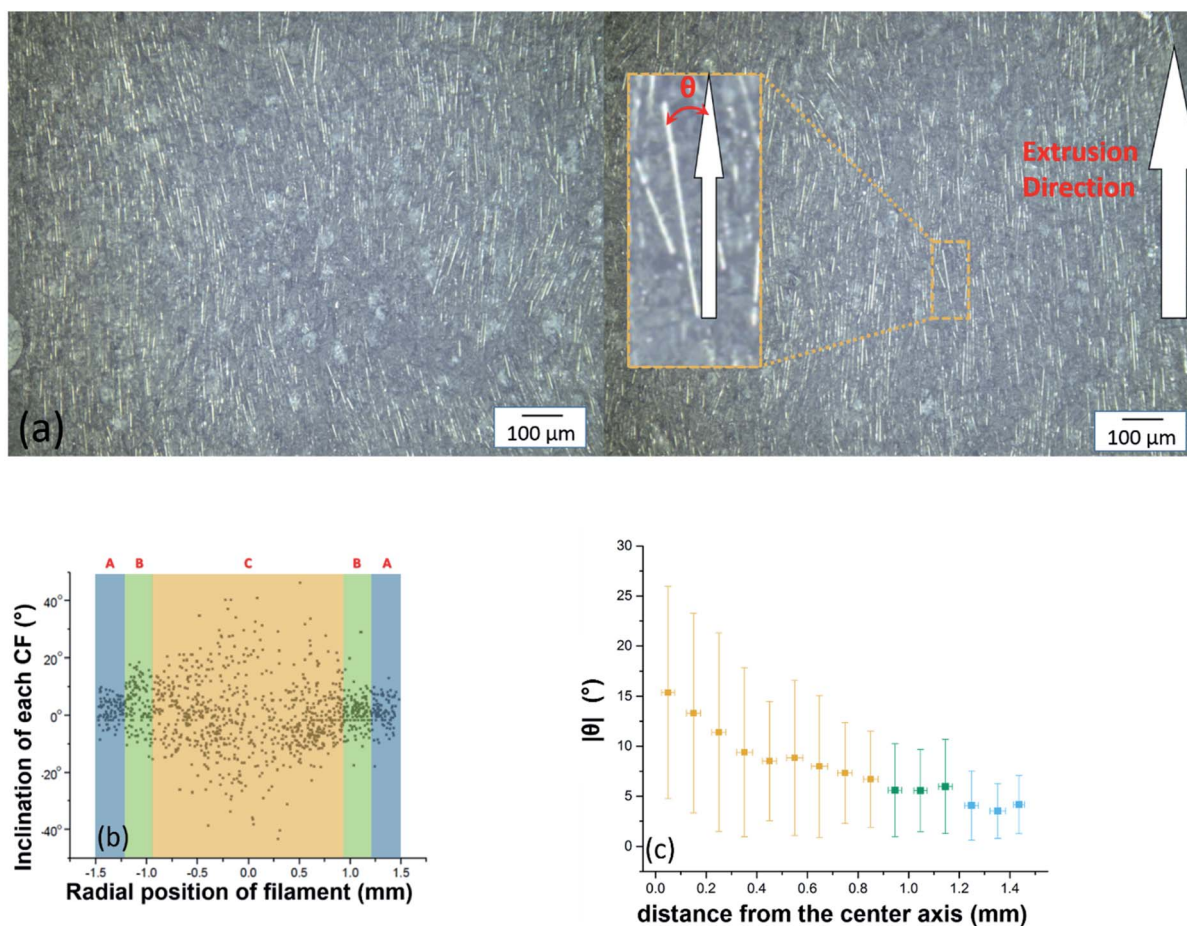 θ
Extrusion
Direction
(a)
100 µm
100 µm
A B C B A
40°
20°
0°
-20°
-40°
Inclination of each CF (°)
(b)
-1.5 -1.0 -0.5 0.0 0.5 1.0 1.5
Radial position of filament (mm)
30
25
20
15
10
5
0
|θ| (°)
(c)
0.0 0.2 0.4 0.6 0.8 1.0 1.2 1.4
distance from the center axis (mm)